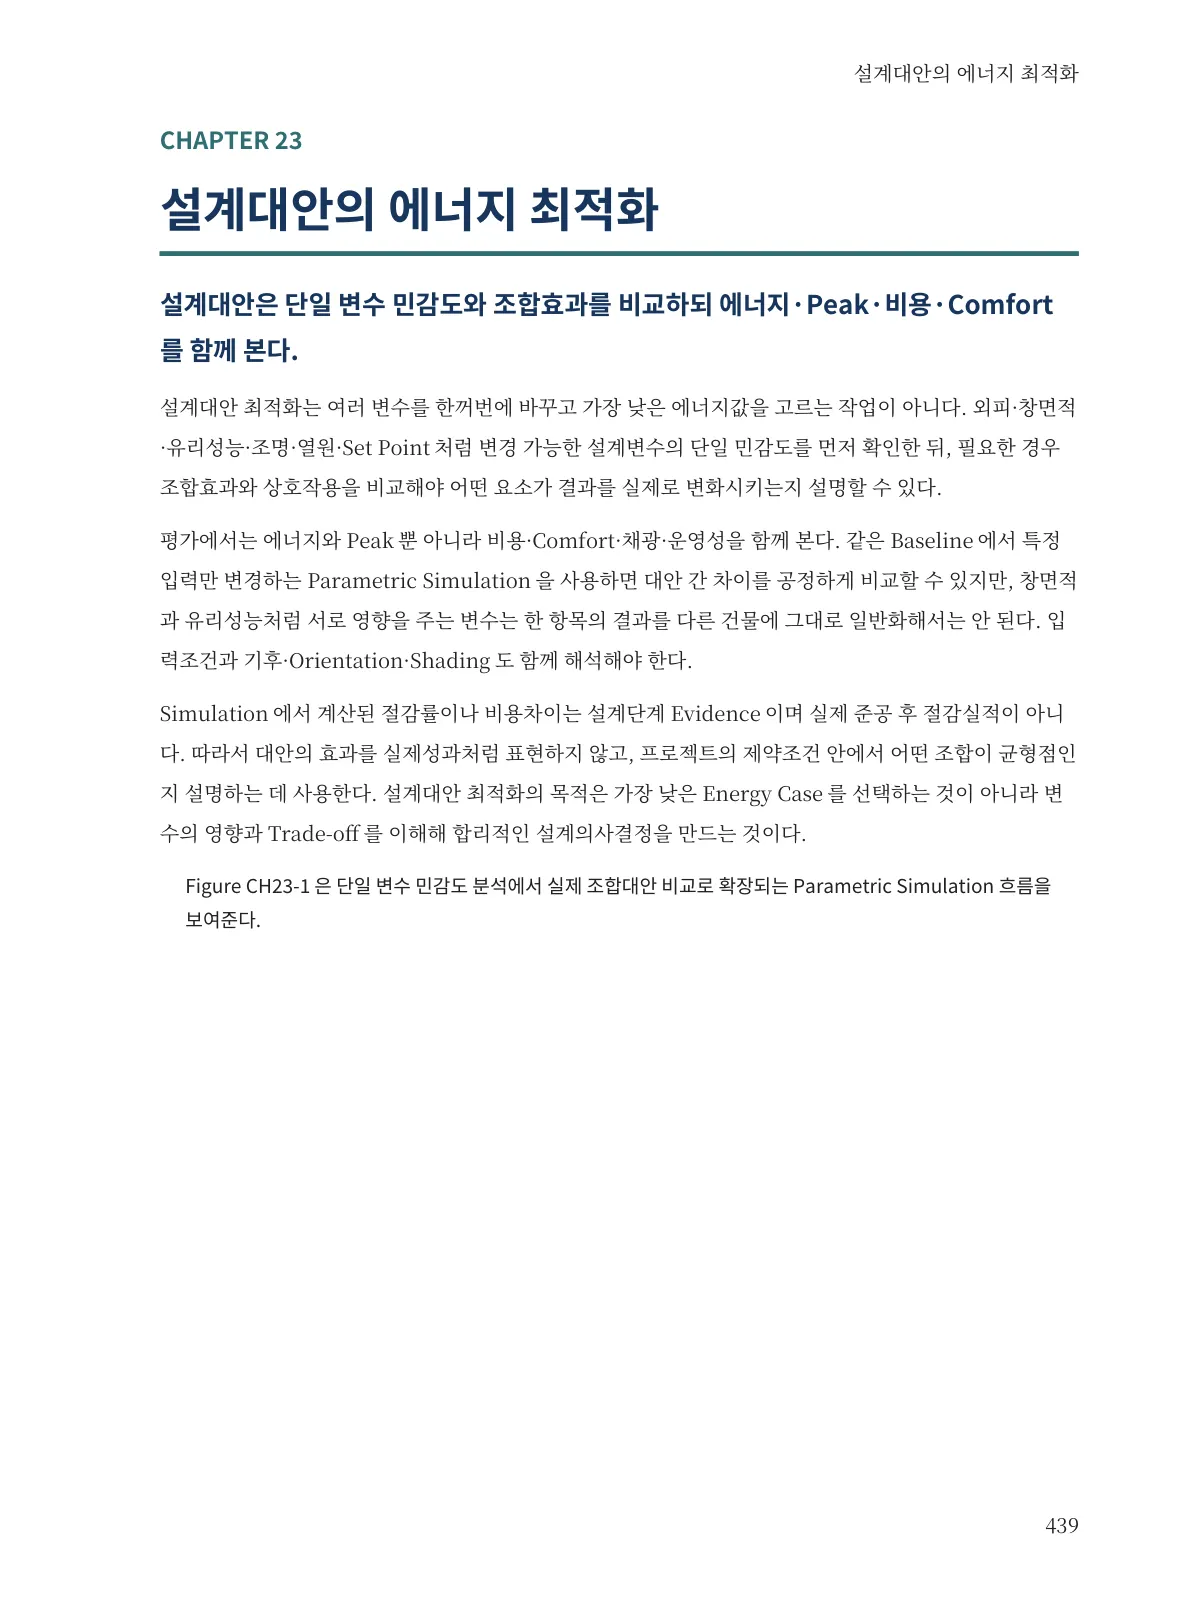 설계대안의 에너지 최적화
CHAPTER 23
설계대안의 에너지 최적화
설계대안은 단일 변수 민감도와 조합효과를 비교하되 에너지·Peak·비용·Comfort
를 함께 본다.
설계대안 최적화는 여러 변수를 한꺼번에 바꾸고 가장 낮은 에너지값을 고르는 작업이 아니다. 외피·창면적
·유리성능·조명·열원·Set Point 처럼 변경 가능한 설계변수의 단일 민감도를 먼저 확인한 뒤, 필요한 경우
조합효과와 상호작용을 비교해야 어떤 요소가 결과를 실제로 변화시키는지 설명할 수 있다.
평가에서는 에너지와 Peak 뿐 아니라 비용·Comfort·채광·운영성을 함께 본다. 같은 Baseline 에서 특정
입력만 변경하는 Parametric Simulation 을 사용하면 대안 간 차이를 공정하게 비교할 수 있지만, 창면적
과 유리성능처럼 서로 영향을 주는 변수는 한 항목의 결과를 다른 건물에 그대로 일반화해서는 안 된다. 입
력조건과 기후·Orientation·Shading 도 함께 해석해야 한다.
Simulation 에서 계산된 절감률이나 비용차이는 설계단계 Evidence 이며 실제 준공 후 절감실적이 아니
다. 따라서 대안의 효과를 실제성과처럼 표현하지 않고, 프로젝트의 제약조건 안에서 어떤 조합이 균형점인
지 설명하는 데 사용한다. 설계대안 최적화의 목적은 가장 낮은 Energy Case 를 선택하는 것이 아니라 변
수의 영향과 Trade-off 를 이해해 합리적인 설계의사결정을 만드는 것이다.
Figure CH23-1 은 단일 변수 민감도 분석에서 실제 조합대안 비교로 확장되는 Parametric Simulation 흐름을
보여준다.
439